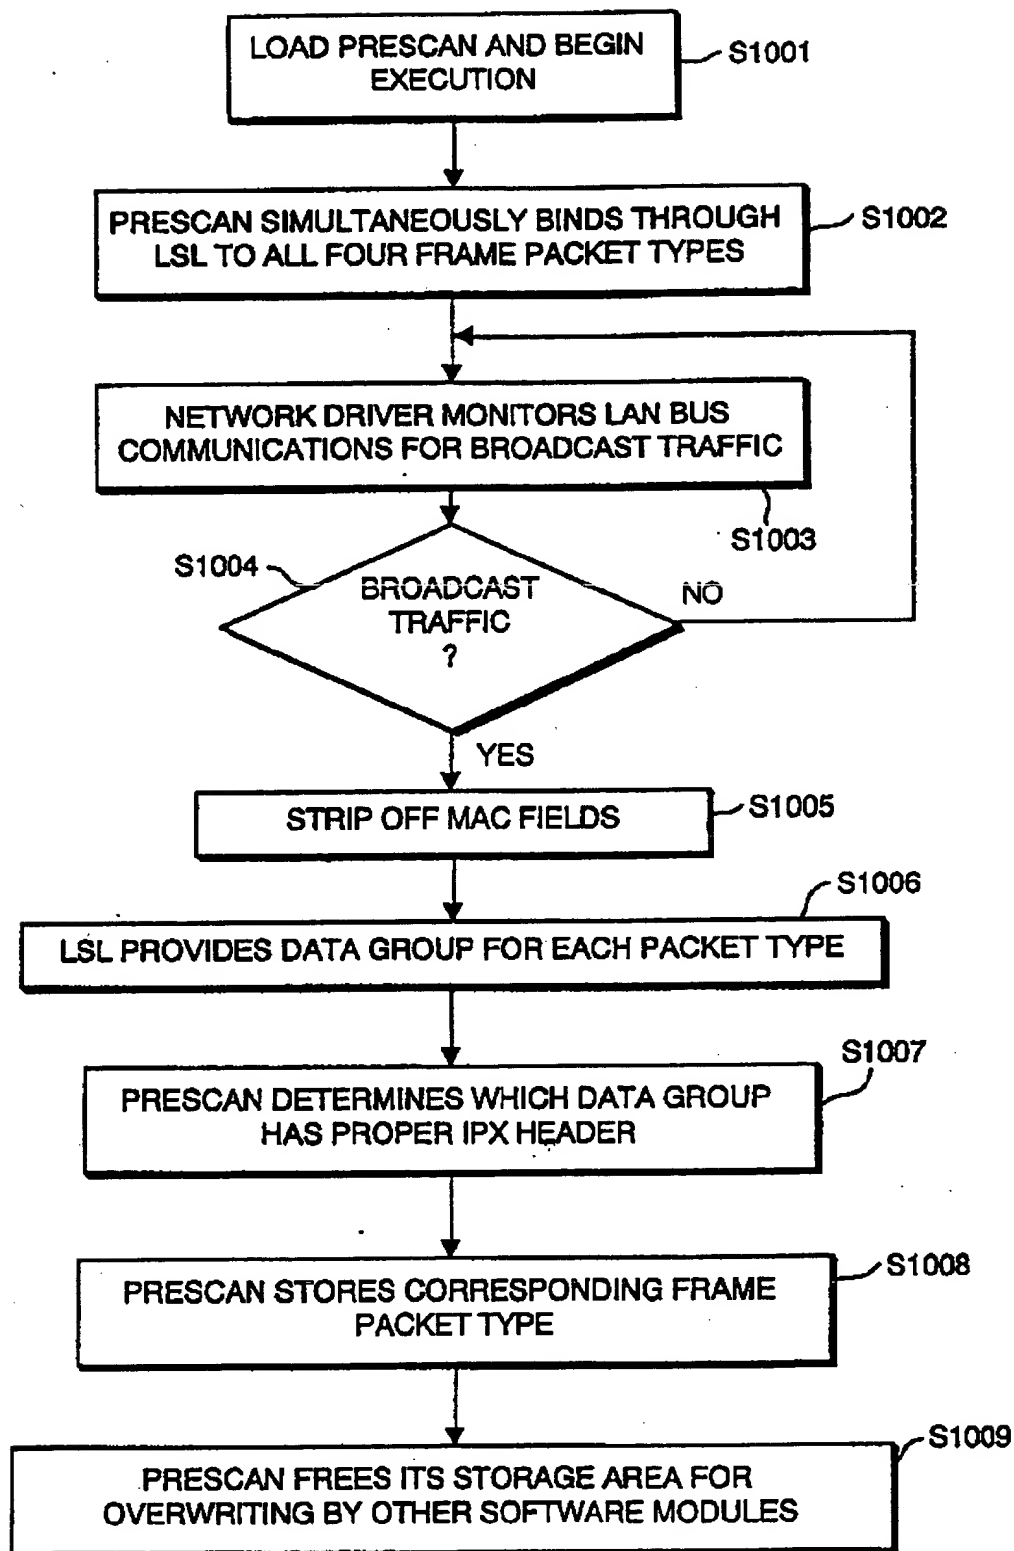 LOAD PRESCAN AND BEGIN
EXECUTION
S1001
PRESCAN SIMULTANEOUSLY BINDS THROUGH
LSL TO ALL FOUR FRAME PACKET TYPES
S1002
NETWORK DRIVER MONITORS LAN BUS
COMMUNICATIONS FOR BROADCAST TRAFFIC
S1003
S1004
BROADCAST
TRAFFIC
?
NO
YES
STRIP OFF MAC FIELDS
S1005
S1006
LSL PROVIDES DATA GROUP FOR EACH PACKET TYPE
S1007
PRESCAN DETERMINES WHICH DATA GROUP
HAS PROPER IPX HEADER
S1008
PRESCAN STORES CORRESPONDING FRAME
PACKET TYPE
S1009
PRESCAN FREES ITS STORAGE AREA FOR
OVERWRITING BY OTHER SOFTWARE MODULES